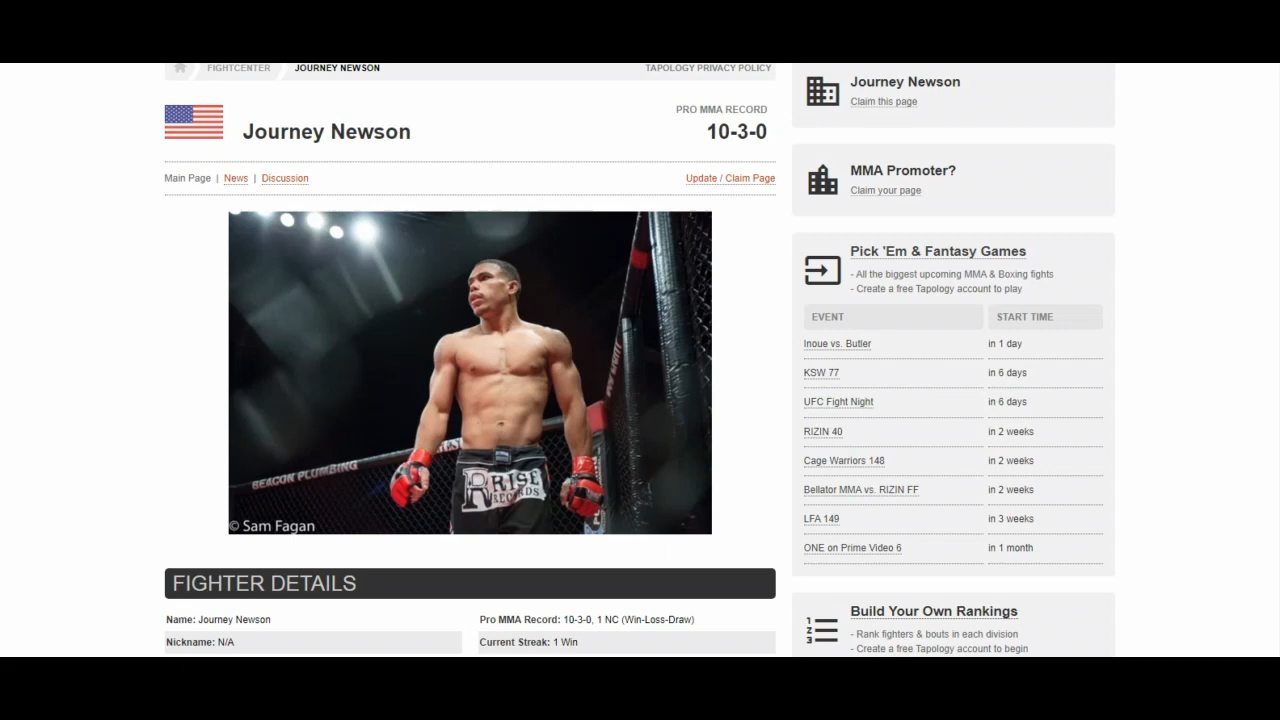 FIGHTCENTER
JOURNEY NEWSON
TAPOLOGY PRIVACY POLICY
Journey Newson
PRO MMA RECORD
10-3-0
Main Page | News | Discussion
Update / Claim Page
BEACON PLUMBING
RISE
RECORDS
© Sam Fagan
FIGHTER DETAILS
Name: Journey Newson
Pro MMA Record: 10-3-0, 1 NC (Win-Loss-Draw)
Nickname: N/A
Current Streak: 1 Win
Journey Newson
Claim this page
MMA Promoter?
Claim your page
Pick 'Em & Fantasy Games
- All the biggest upcoming MMA & Boxing fights
- Create a free Tapology account to play
EVENT START TIME
Inoue vs. Butler in 1 day
KSW 77 in 6 days
UFC Fight Night in 6 days
RIZIN 40 in 2 weeks
Cage Warriors 148 in 2 weeks
Bellator MMA vs. RIZIN FF in 2 weeks
LFA 149 in 3 weeks
ONE on Prime Video 6 in 1 month
Build Your Own Rankings
- Rank fighters & bouts in each division
- Create a free Tapology account to begin